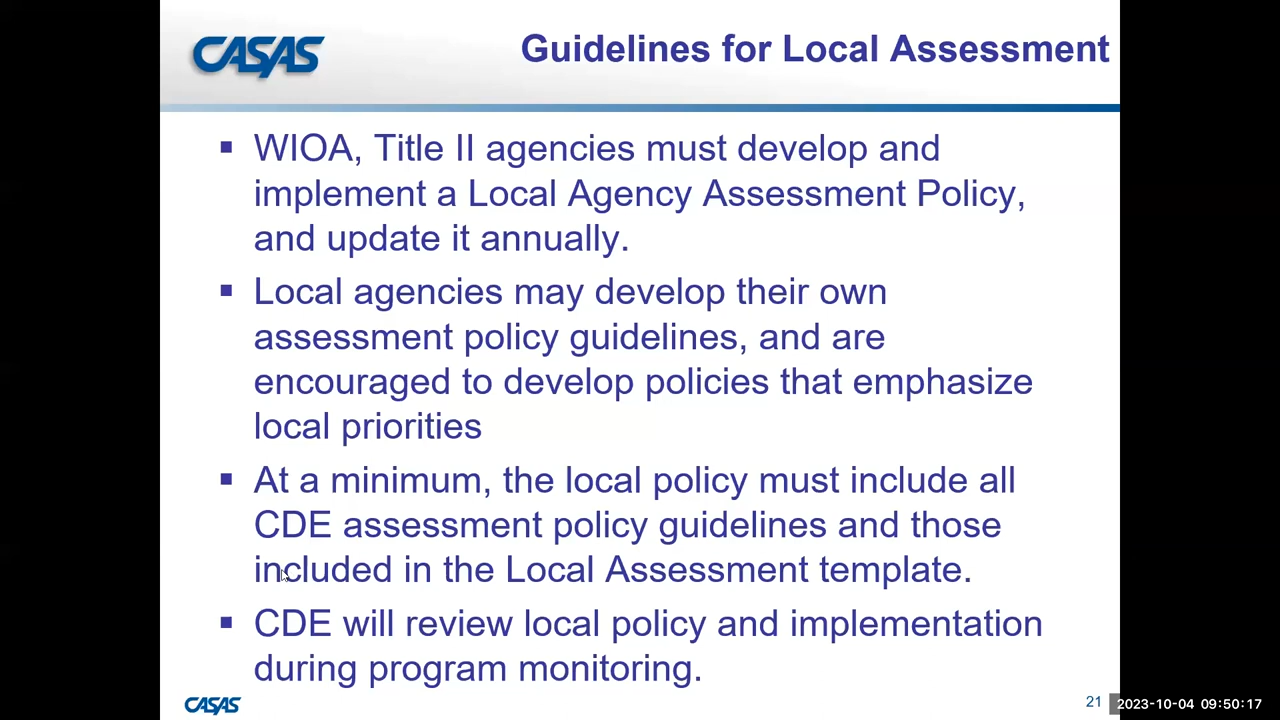 CASAS
Guidelines for Local Assessment
▪ WIOA, Title II agencies must develop and
implement a Local Agency Assessment Policy,
and update it annually.
▪ Local agencies may develop their own
assessment policy guidelines, and are
encouraged to develop policies that emphasize
local priorities
▪ At a minimum, the local policy must include all
CDE assessment policy guidelines and those
included in the Local Assessment template.
▪ CDE will review local policy and implementation
during program monitoring.
CASAS
21
2023-10-04 09:50:17